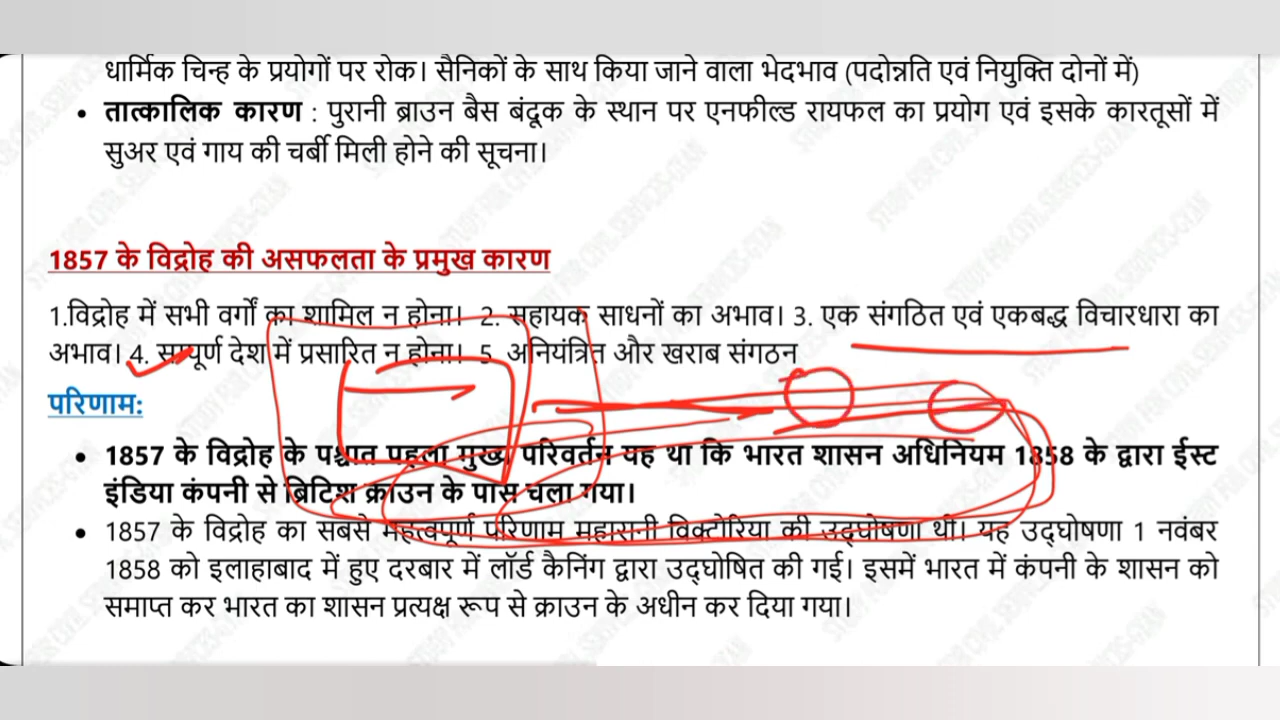 धार्मिक चिन्ह के प्रयोगों पर रोक। सैनिकों के साथ किया जाने वाला भेदभाव (पदोन्नति एवं नियुक्ति दोनों में)
• तात्कालिक कारण : पुरानी ब्राउन बैस बंदूक के स्थान पर एनफील्ड रायफल का प्रयोग एवं इसके कारतूसों में
सुअर एवं गाय की चर्बी मिली होने की सूचना।
1857 के विद्रोह की असफलता के प्रमुख कारण
1.विद्रोह में सभी वर्गों का शामिल न होना। 2. सहायक साधनों का अभाव। 3. एक संगठित एवं एकबद्ध विचारधारा का
अभाव। 4. सम्पूर्ण देश में प्रसारित न होना। 5. अनियंत्रित और खराब संगठन
परिणाम:
• 1857 के विद्रोह के पश्चात पहला मुख्य परिवर्तन यह था कि भारत शासन अधिनियम 1858 के द्वारा ईस्ट
इंडिया कंपनी से ब्रिटिश क्राउन के पास चला गया।
• 1857 के विद्रोह का सबसे महत्वपूर्ण परिणाम महारानी विक्टोरिया की उद्घोषणा थी। यह उद्घोषणा 1 नवंबर
1858 को इलाहाबाद में हुए दरबार में लॉर्ड कैनिंग द्वारा उद्घोषित की गई। इसमें भारत में कंपनी के शासन को
समाप्त कर भारत का शासन प्रत्यक्ष रूप से क्राउन के अधीन कर दिया गया।